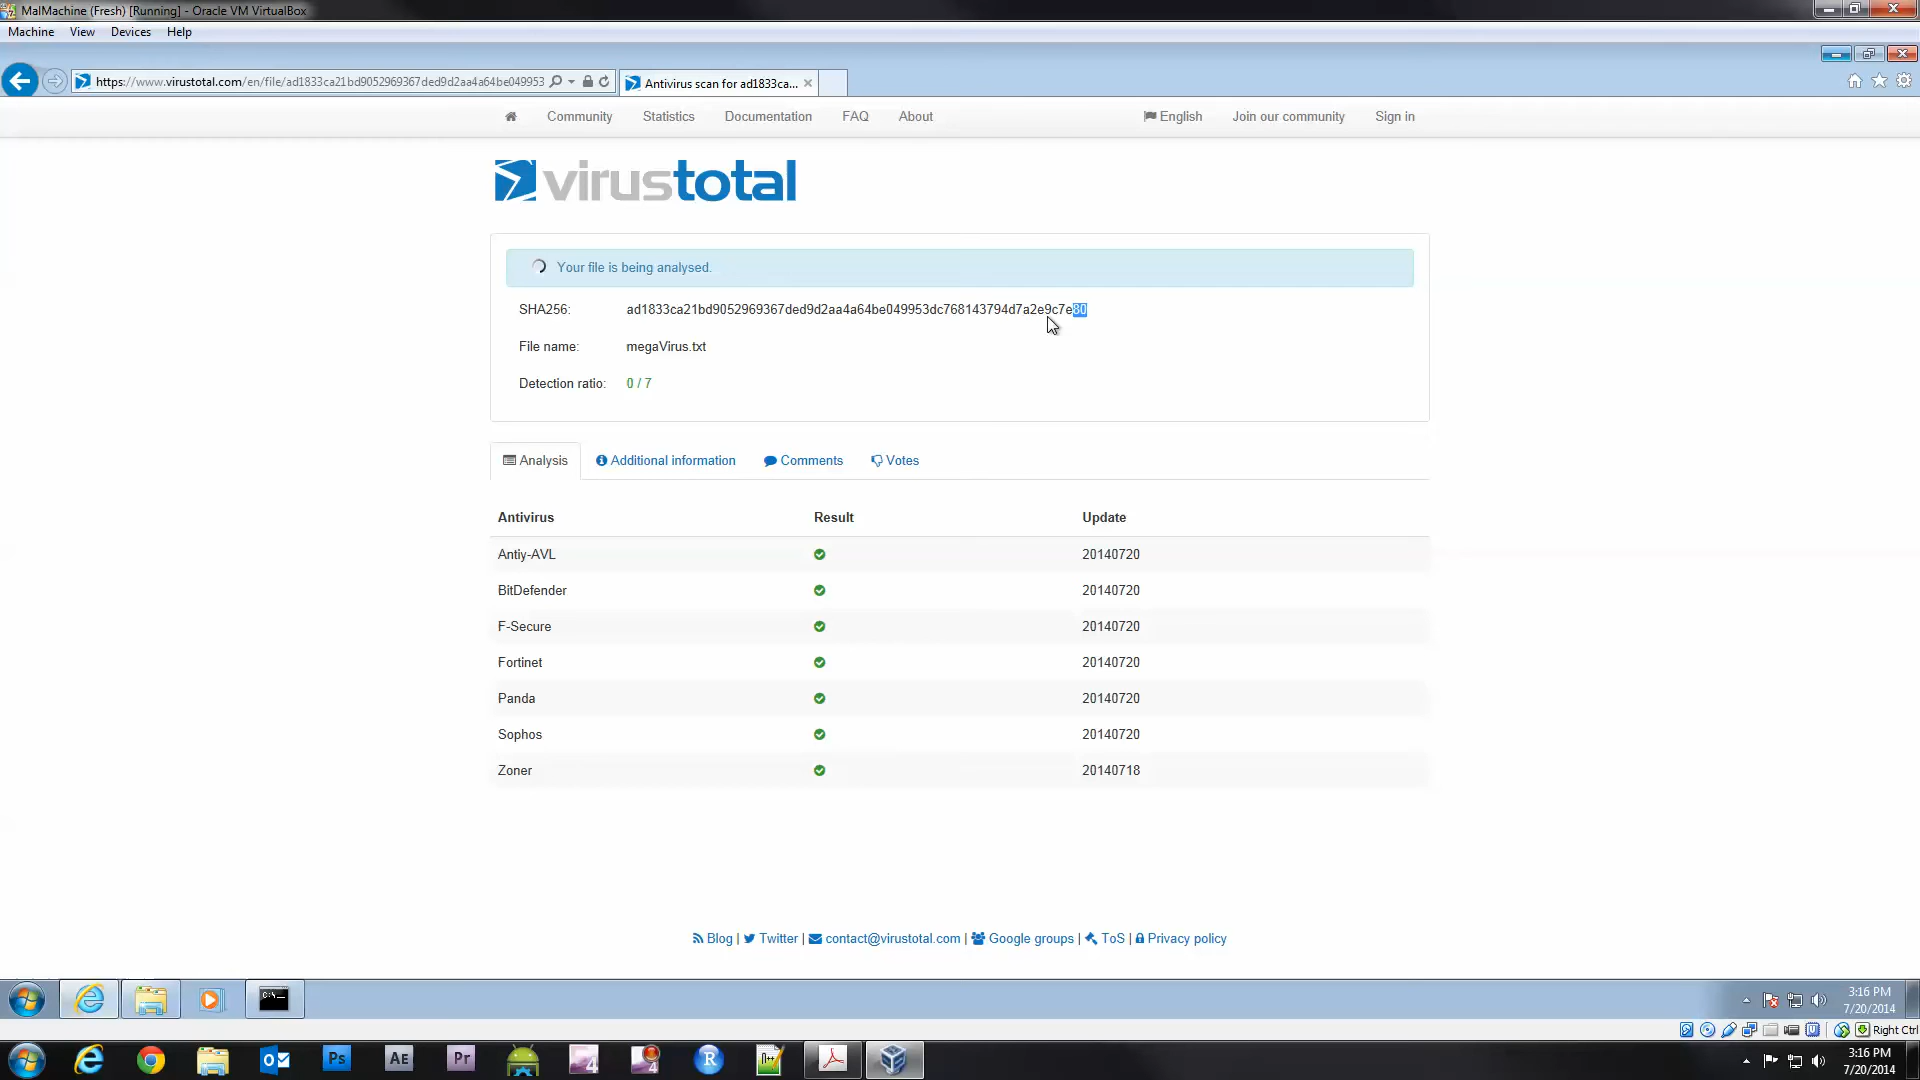 MalMachine (Fresh) [Running] - Oracle VM VirtualBox
Machine View Devices Help
https://www.virustotal.com/en/file/ad1833ca21bd9052969367ded9d2aa4a64be049953
Antivirus scan for ad1833ca...
Community Statistics Documentation FAQ About English Join our community Sign in
virustotal
Your file is being analysed.
SHA256: ad1833ca21bd9052969367ded9d2aa4a64be049953dc768143794d7a2e9c7e80
File name: megaVirus.txt
Detection ratio: 0 / 7
Analysis Additional information Comments Votes
Antivirus Result Update
Antiy-AVL 20140720
BitDefender 20140720
F-Secure 20140720
Fortinet 20140720
Panda 20140720
Sophos 20140720
Zoner 20140718
Blog | Twitter | contact@virustotal.com | Google groups | ToS | Privacy policy
C:\_
3:16 PM
7/20/2014
Right Ctrl
Ps AE Pr 4 4 R
3:16 PM
7/20/2014